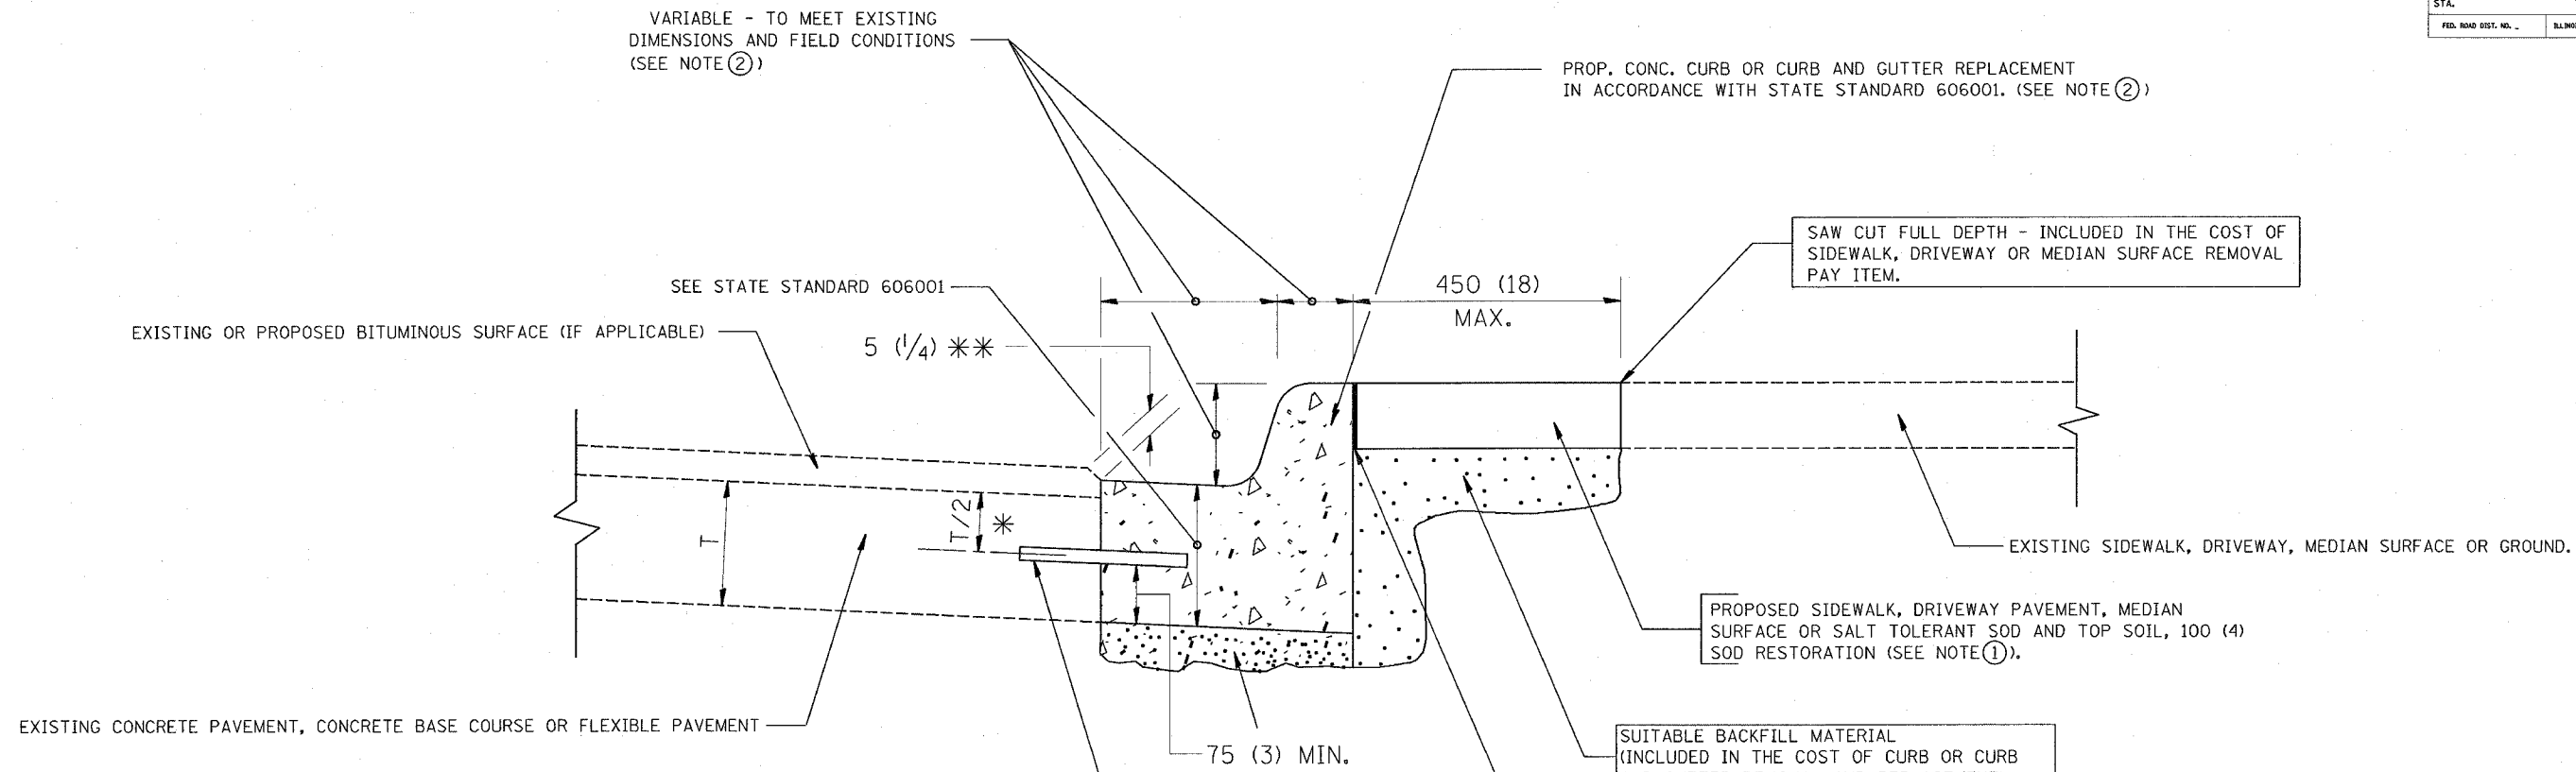 STA.
FED. ROAD DIST. NO. _
VARIABLE - TO MEET EXISTING
DIMENSIONS AND FIELD CONDITIONS
(SEE NOTE ②)
PROP. CONC. CURB OR CURB AND GUTTER REPLACEMENT
IN ACCORDANCE WITH STATE STANDARD 606001. (SEE NOTE ②)
SAW CUT FULL DEPTH - INCLUDED IN THE COST OF
SIDEWALK, DRIVEWAY OR MEDIAN SURFACE REMOVAL
PAY ITEM.
SEE STATE STANDARD 606001
450 (18)
MAX.
EXISTING OR PROPOSED BITUMINOUS SURFACE (IF APPLICABLE)
5 (1/4) **
T
T/2
*
EXISTING SIDEWALK, DRIVEWAY, MEDIAN SURFACE OR GROUND.
PROPOSED SIDEWALK, DRIVEWAY PAVEMENT, MEDIAN
SURFACE OR SALT TOLERANT SOD AND TOP SOIL, 100 (4)
SOD RESTORATION (SEE NOTE ①).
EXISTING CONCRETE PAVEMENT, CONCRETE BASE COURSE OR FLEXIBLE PAVEMENT
75 (3) MIN.
SUITABLE BACKFILL MATERIAL
(INCLUDED IN THE COST OF CURB OR CURB